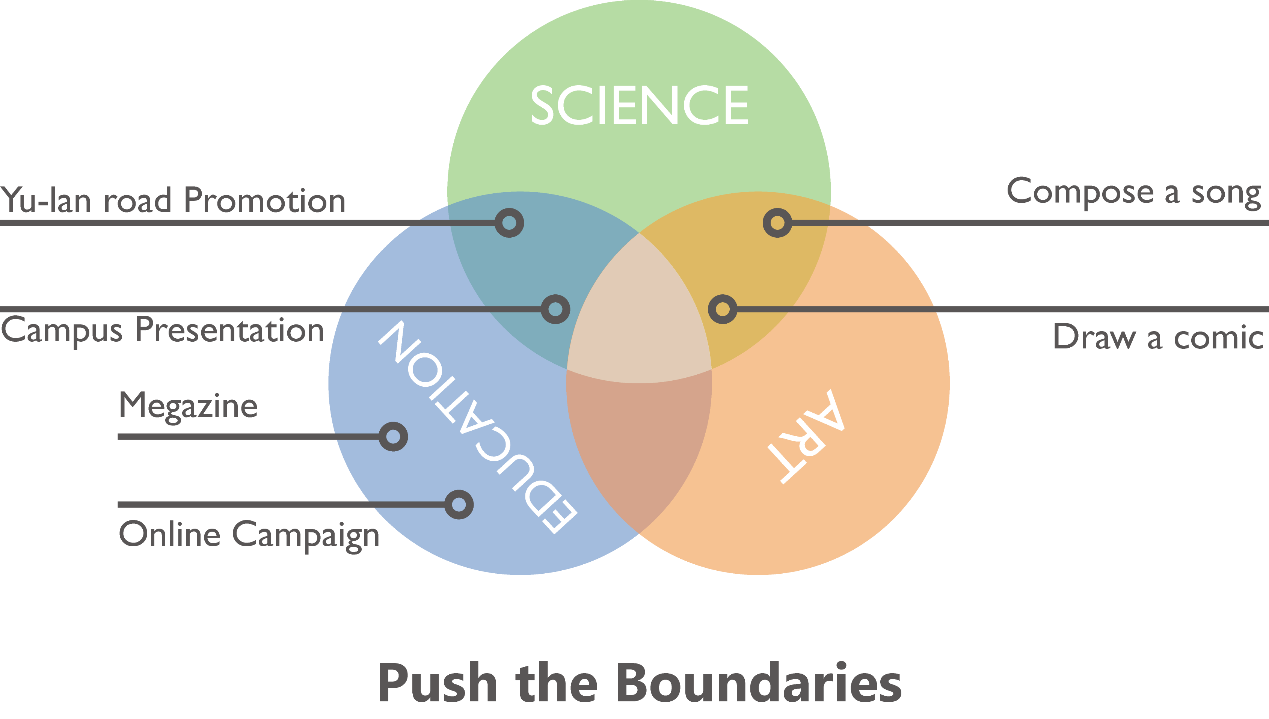 SCIENCE
Yu-lan road Promotion
Compose a song
Campus Presentation
Draw a comic
EDUCATION
ART
Megazine
Online Campaign
Push the Boundaries